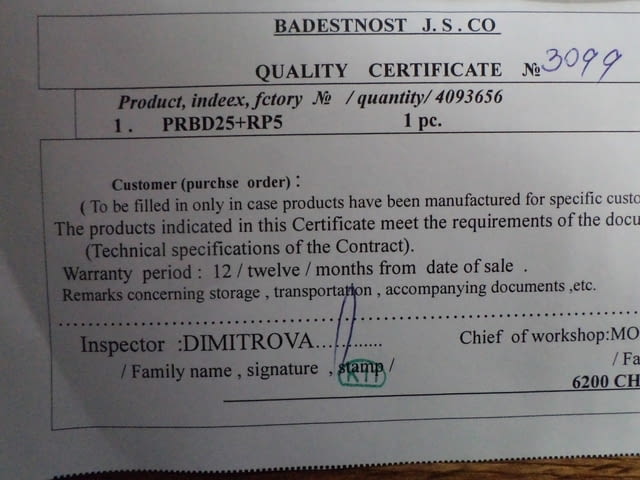 BADESTNOST J. S. CO
QUALITY CERTIFICATE № 3099
Product, indeex, fctory № / quantity/ 4093656
1. PRBD25+RP5 1 pc.
Customer (purchse order) :
( To be filled in only in case products have been manufactured for specific custo
The products indicated in this Certificate meet the requirements of the docu
(Technical specifications of the Contract).
Warranty period : 12 / twelve / months from date of sale .
Remarks concerning storage , transportation , accompanying documents ,etc.
Inspector :DIMITROVA............ Chief of workshop:MO
/ Family name , signature , stamp / / Fa
6200 CH